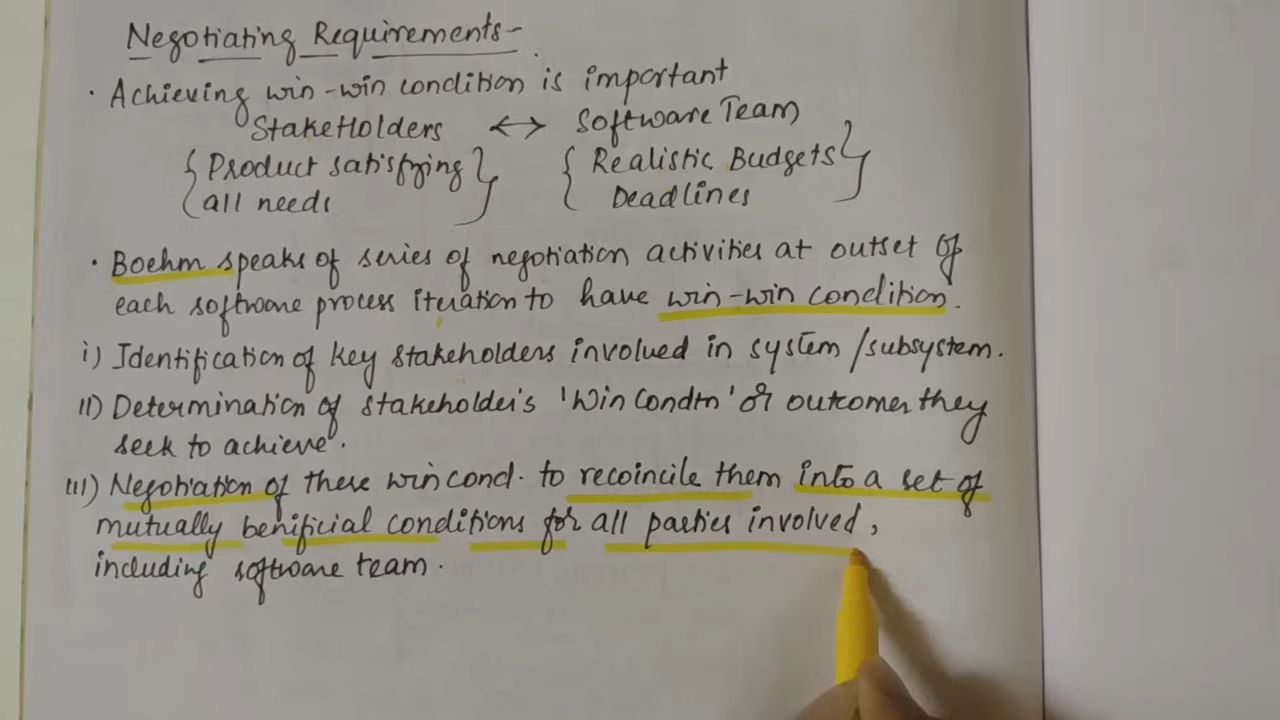 Negotiating Requirements-
· Achieving win-win condition is important
Stakeholders ↔ Software Team
{Product satisfying} {Realistic Budgets}
{all needs} {Deadlines}
· Boehm speaks of series of negotiation activities at outset of
each software process iteration to have win-win condition.
i) Identification of key stakeholders involved in system/subsystem.
II) Determination of stakeholder's 'Win Condtn' or outcomes they
seek to achieve.
III) Negotiation of these win cond. to recoincile them into a set of
mutually benificial conditions for all parties involved,
including software team.